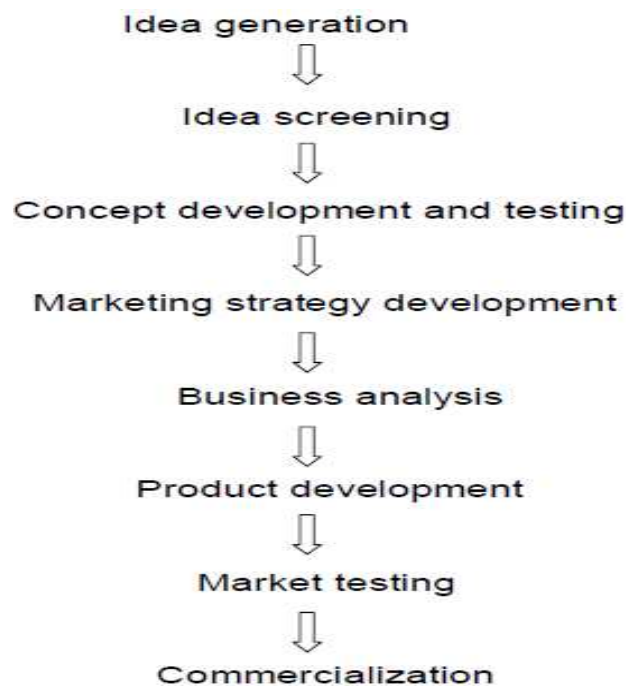 Idea generation
Idea screening
Concept development and testing
Marketing strategy development
Business analysis
Product development
Market testing
Commercialization